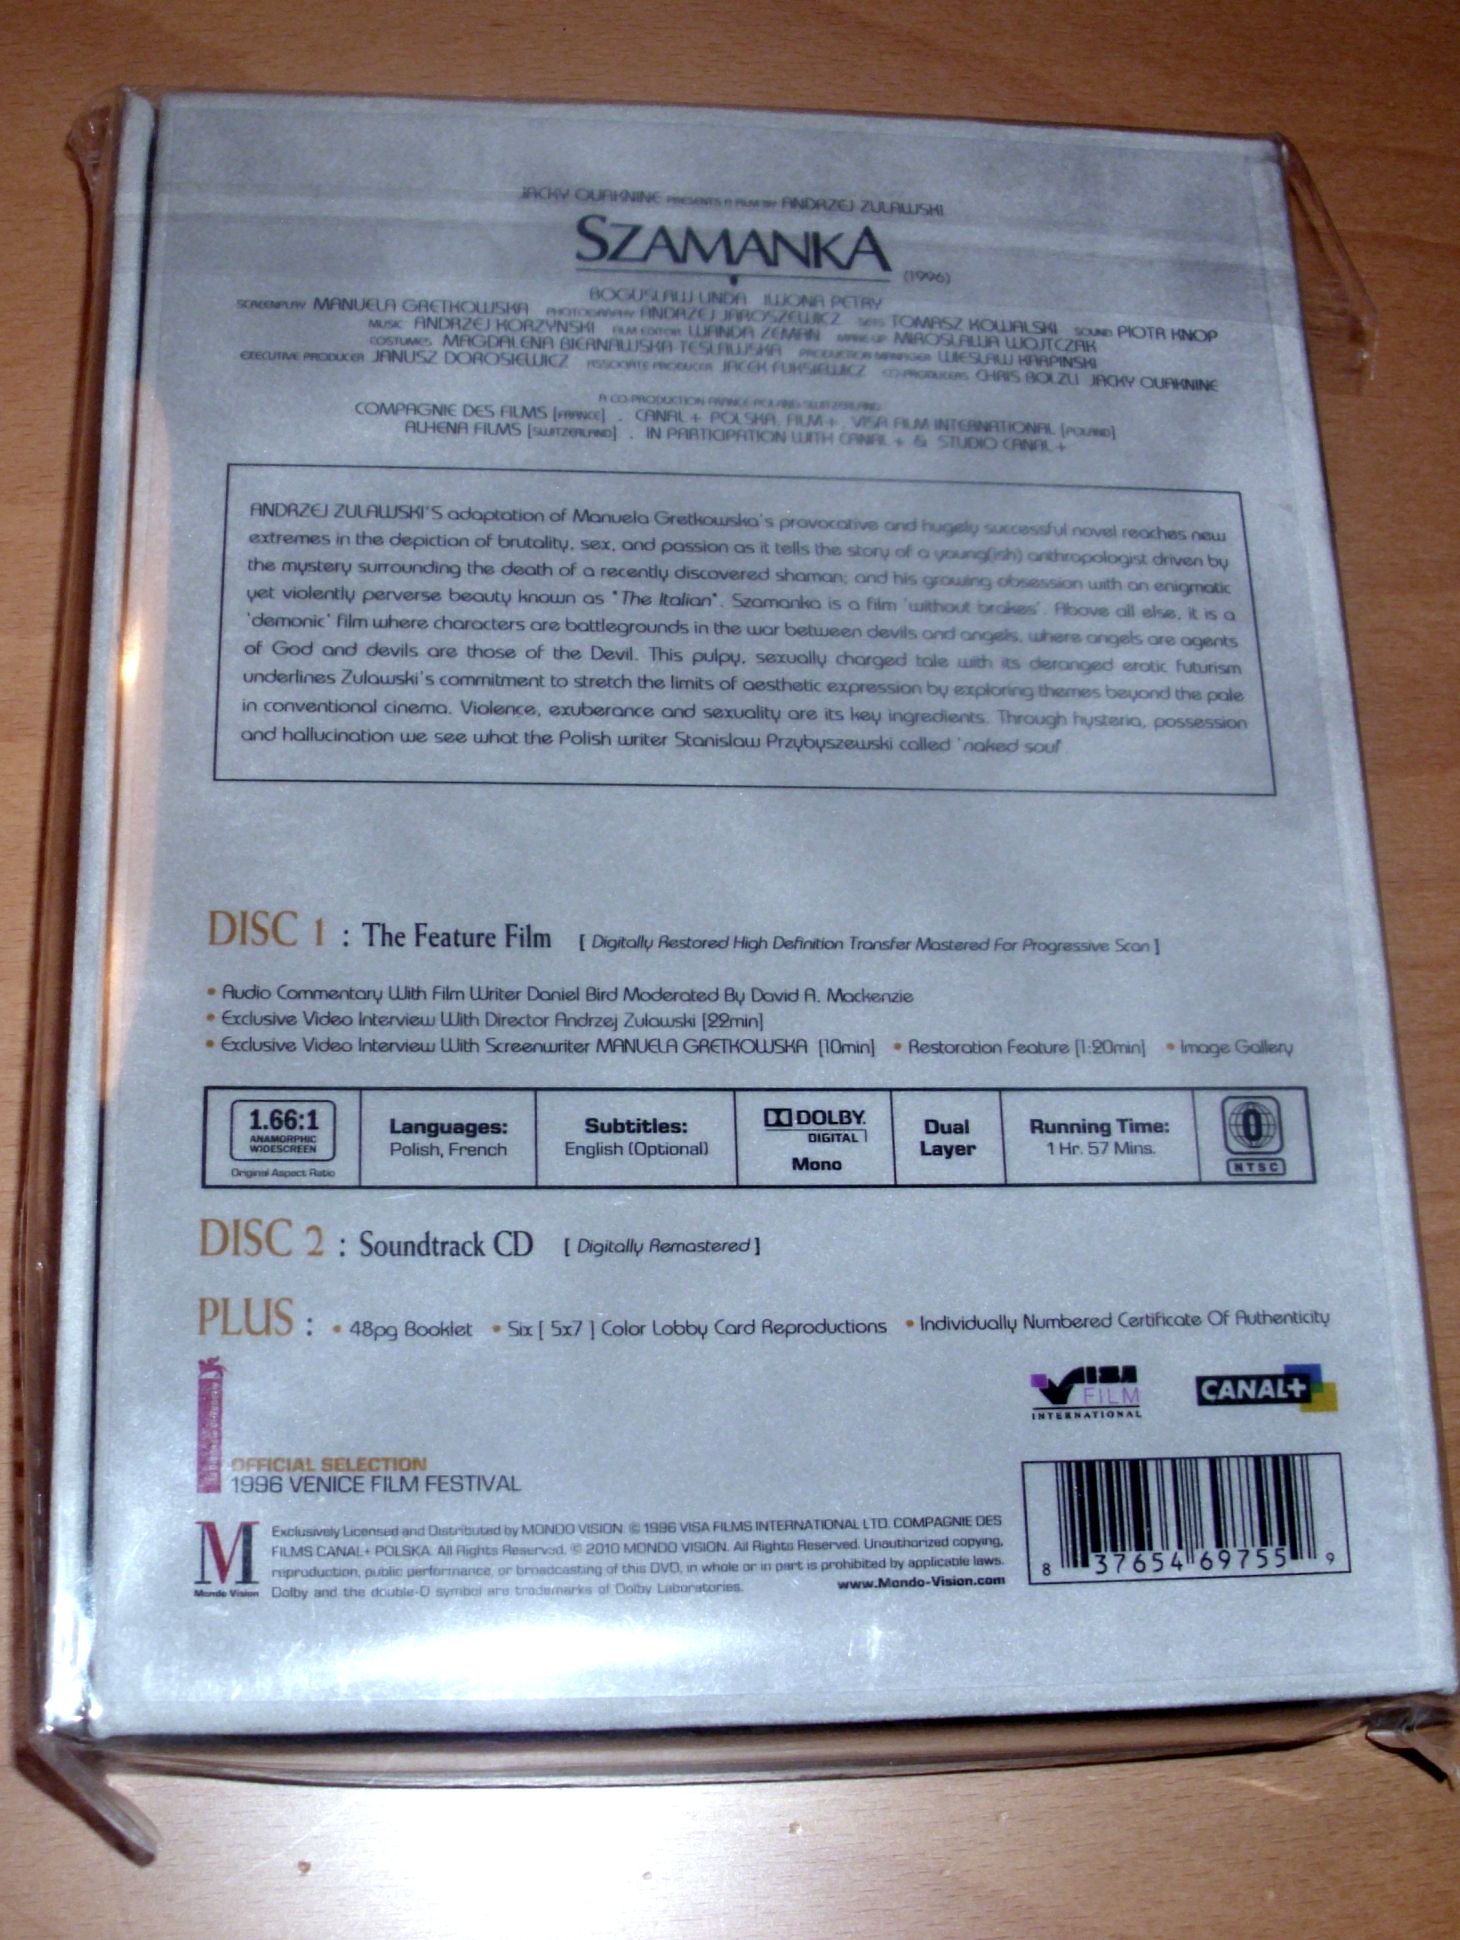 JACKY OUAKNINE PRESENTS A FILM BY ANDRZEJ ZULAWSKI
SZAMANKA
(1996)
BOGUSLAW LINDA IWONA PETRY
SCREENPLAY MANUELA GRETKOWSKA PHOTOGRAPHY ANDRZEJ JAROSZEWICZ SETS TOMASZ KOWALSKI SOUND PIOTR KNOP
MUSIC ANDRZEJ KORZYNSKI FILM EDITOR WANDA ZEMAN MAKE-UP MIROSLAWA WOJTCZAK
COSTUMES MAGDALENA BIERNAWSKA-TESLAWSKA PRODUCTION MANAGER WIESLAW KARPINSKI
EXECUTIVE PRODUCER JANUSZ DOROSIEWICZ ASSOCIATE PRODUCER JACEK FUKSIEWICZ CO-PRODUCERS CHRIS BOLZLI JACKY OUAKNINE
A CO-PRODUCTION FRANCE-POLAND-SWITZERLAND
COMPAGNIE DES FILMS [FRANCE] . CANAL + POLSKA, FILM +, VISA FILM INTERNATIONAL [POLAND]
ALHENA FILMS [SWITZERLAND] . IN PARTICIPATION WITH CANAL + & STUDIO CANAL +
ANDRZEJ ZULAWSKI'S adaptation of Manuela Gretkowska's provocative and hugely successful novel reaches new
extremes in the depiction of brutality, sex, and passion as it tells the story of a young(ish) anthropologist driven by
the mystery surrounding the death of a recently discovered shaman; and his growing obsession with an enigmatic
yet violently perverse beauty known as "The Italian". Szamanka is a film 'without brakes'. Above all else, it is a
'demonic' film where characters are battlegrounds in the war between devils and angels, where angels are agents
of God and devils are those of the Devil. This pulpy, sexually charged tale with its deranged erotic futurism
underlines Zulawski's commitment to stretch the limits of aesthetic expression by exploring themes beyond the pale
in conventional cinema. Violence, exuberance and sexuality are its key ingredients. Through hysteria, possession
and hallucination we see what the Polish writer Stanislaw Przybyszewski called 'naked soul'
DISC 1 : The Feature Film [ Digitally Restored High Definition Transfer Mastered For Progressive Scan ]
• Audio Commentary With Film Writer Daniel Bird Moderated By David A. Mackenzie
• Exclusive Video Interview With Director Andrzej Zulawski [22min]
• Exclusive Video Interview With Screenwriter MANUELA GRETKOWSKA [10min] • Restoration Feature [1:20min] • Image Gallery
1.66:1
ANAMORPHIC
WIDESCREEN
Original Aspect Ratio
Languages:
Polish, French
Subtitles:
English (Optional)
DOLBY
DIGITAL
Mono
Dual
Layer
Running Time:
1 Hr. 57 Mins.
0
NTSC
DISC 2 : Soundtrack CD [ Digitally Remastered ]
PLUS : • 48pg Booklet • Six [ 5x7 ] Color Lobby Card Reproductions • Individually Numbered Certificate Of Authenticity
VISA
FILM
INTERNATIONAL
CANAL+
OFFICIAL SELECTION
1996 VENICE FILM FESTIVAL
M
Mondo Vision
Exclusively Licensed and Distributed by MONDO VISION. © 1996 VISA FILMS INTERNATIONAL LTD. COMPAGNIE DES
FILMS CANAL+ POLSKA. All Rights Reserved. © 2010 MONDO VISION. All Rights Reserved. Unauthorized copying,
reproduction, public performance, or broadcasting of this DVD, in whole or in part is prohibited by applicable laws.
Dolby and the double-D symbol are trademarks of Dolby Laboratories. www.Mondo-Vision.com
8 37654 69755 9